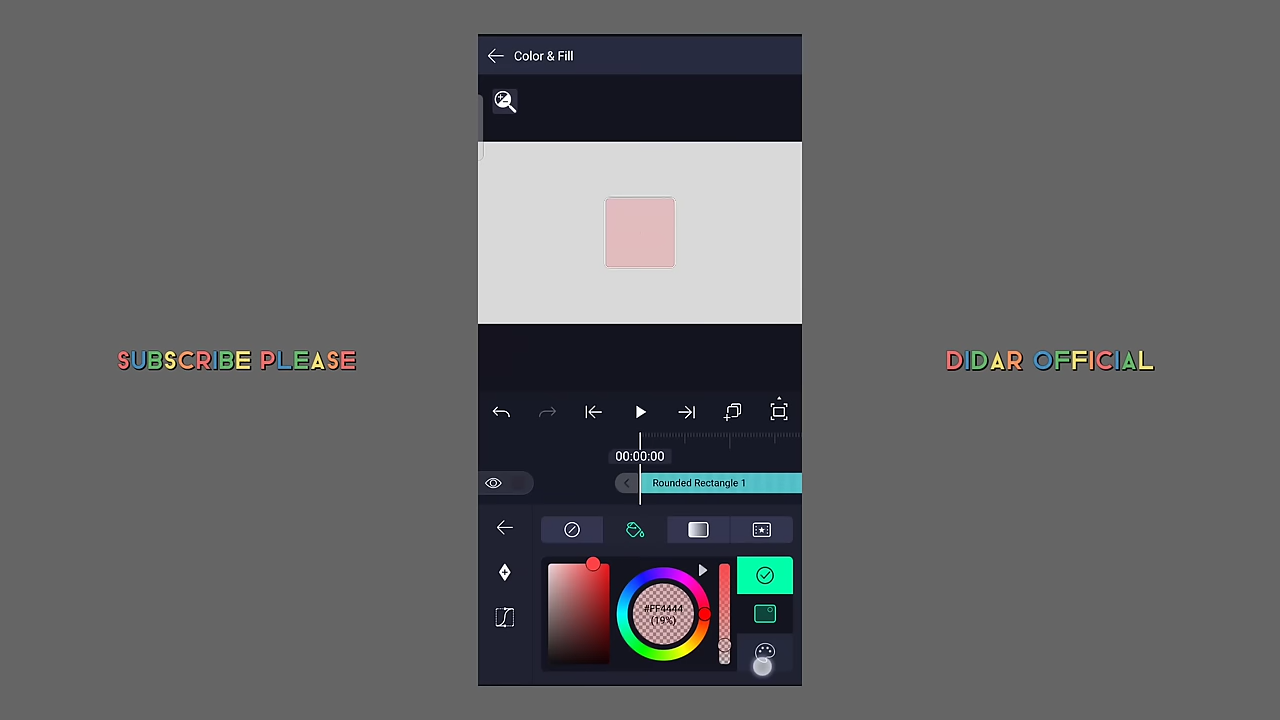 Color & Fill
SUBSCRIBE PLEASE
DIDAR OFFICIAL
00:00:00
Rounded Rectangle 1
#FF4444
(19%)